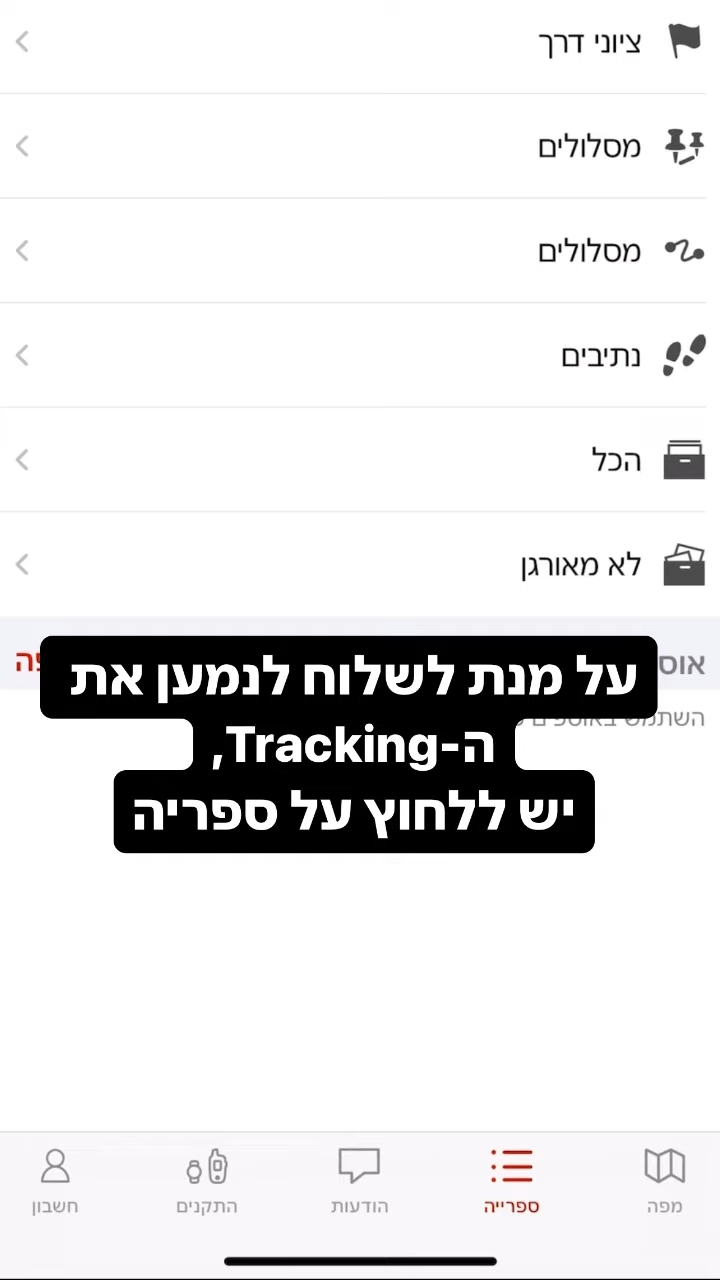 ציוני דרך
מסלולים
מסלולים
נתיבים
הכל
לא מאורגן
על מנת לשלוח לנמען את
ה-Tracking,
יש ללחוץ על ספריה
מפה
ספרייה
הודעות
התקנים
חשבון